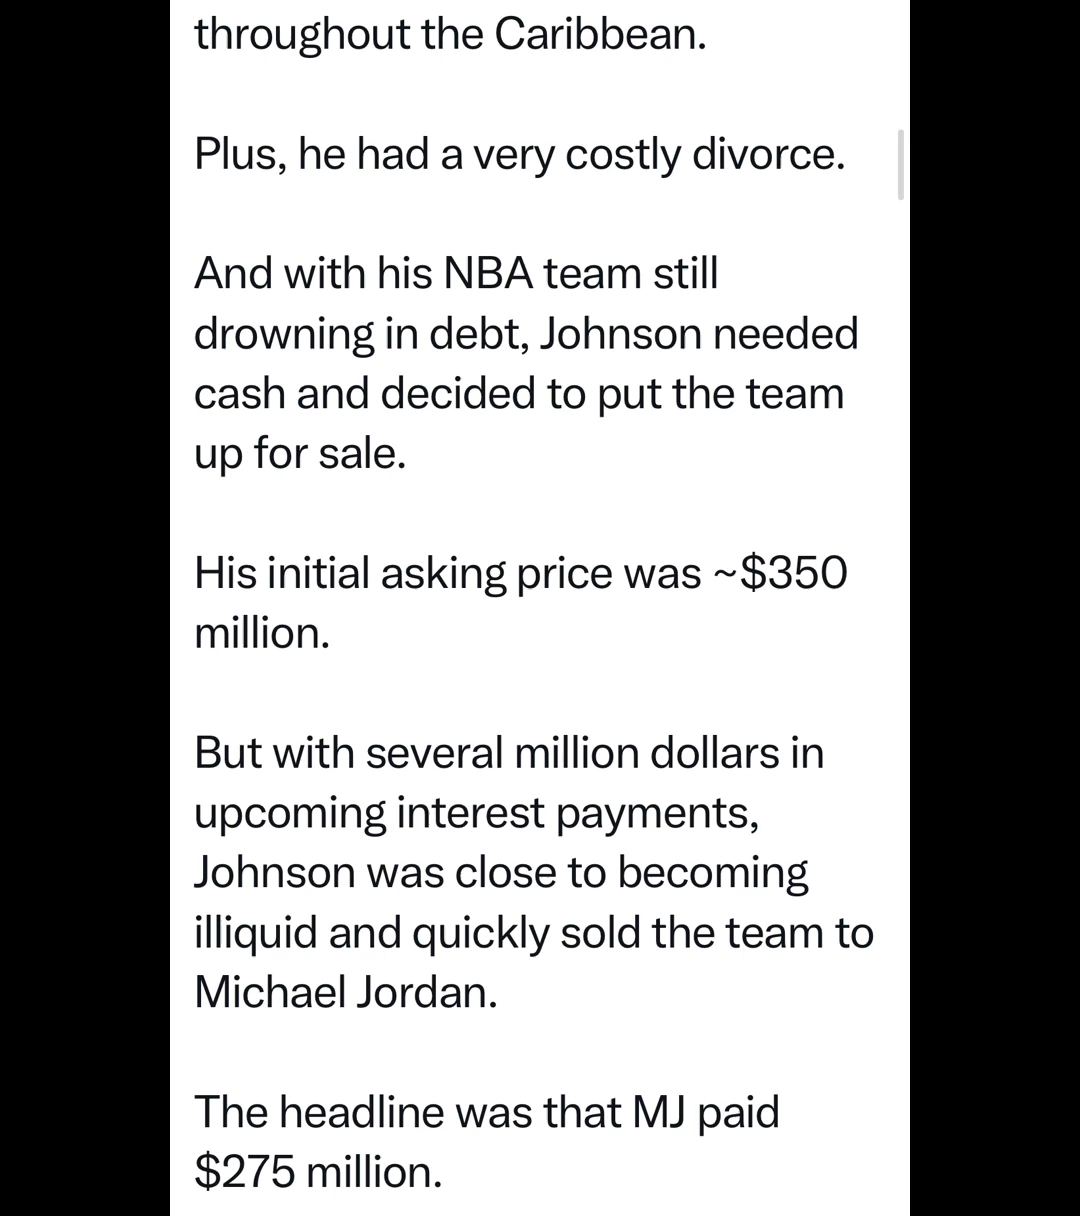 throughout the Caribbean.
Plus, he had a very costly divorce.
And with his NBA team still
drowning in debt, Johnson needed
cash and decided to put the team
up for sale.
His initial asking price was ~$350
million.
But with several million dollars in
upcoming interest payments,
Johnson was close to becoming
illiquid and quickly sold the team to
Michael Jordan.
The headline was that MJ paid
$275 million.